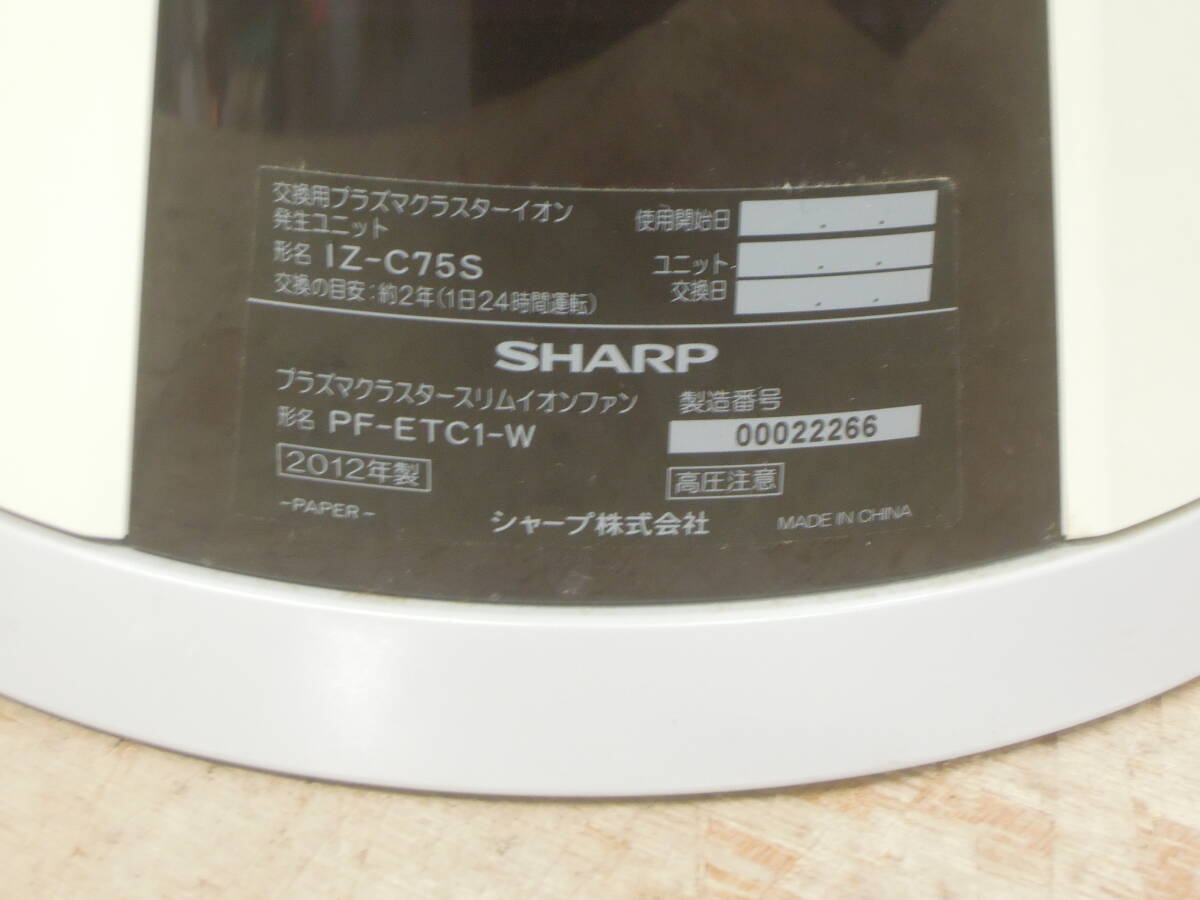 交換用プラズマクラスターイオン
発生ユニット
形名 IZ-C75S
交換の目安:約2年(1日24時間運転)
使用開始日 . .
ユニット . .
交換日 . .
SHARP
プラズマクラスタースリムイオンファン
形名 PF-ETC1-W
2012年製
-PAPER-
製造番号
00022266
高圧注意
シャープ株式会社
MADE IN CHINA